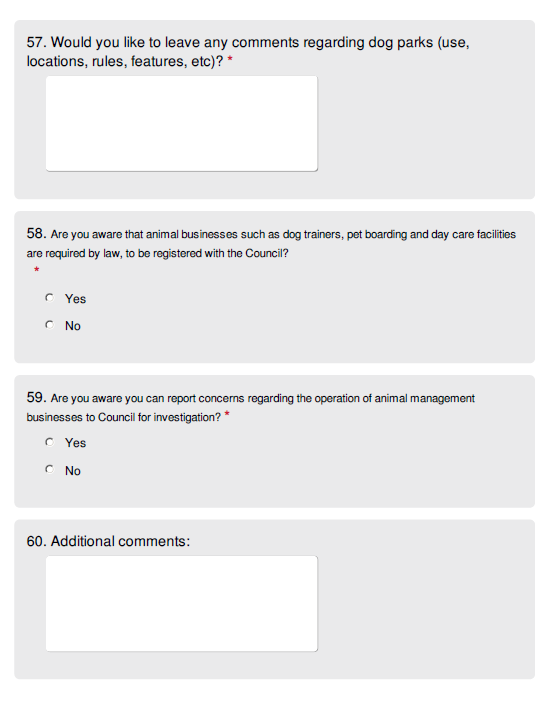 57. Would you like to leave any comments regarding dog parks (use,
locations, rules, features, etc)? *
58. Are you aware that animal businesses such as dog trainers, pet boarding and day care facilities
are required by law, to be registered with the Council?
*
Yes
No
59. Are you aware you can report concerns regarding the operation of animal management
businesses to Council for investigation? *
Yes
No
60. Additional comments: